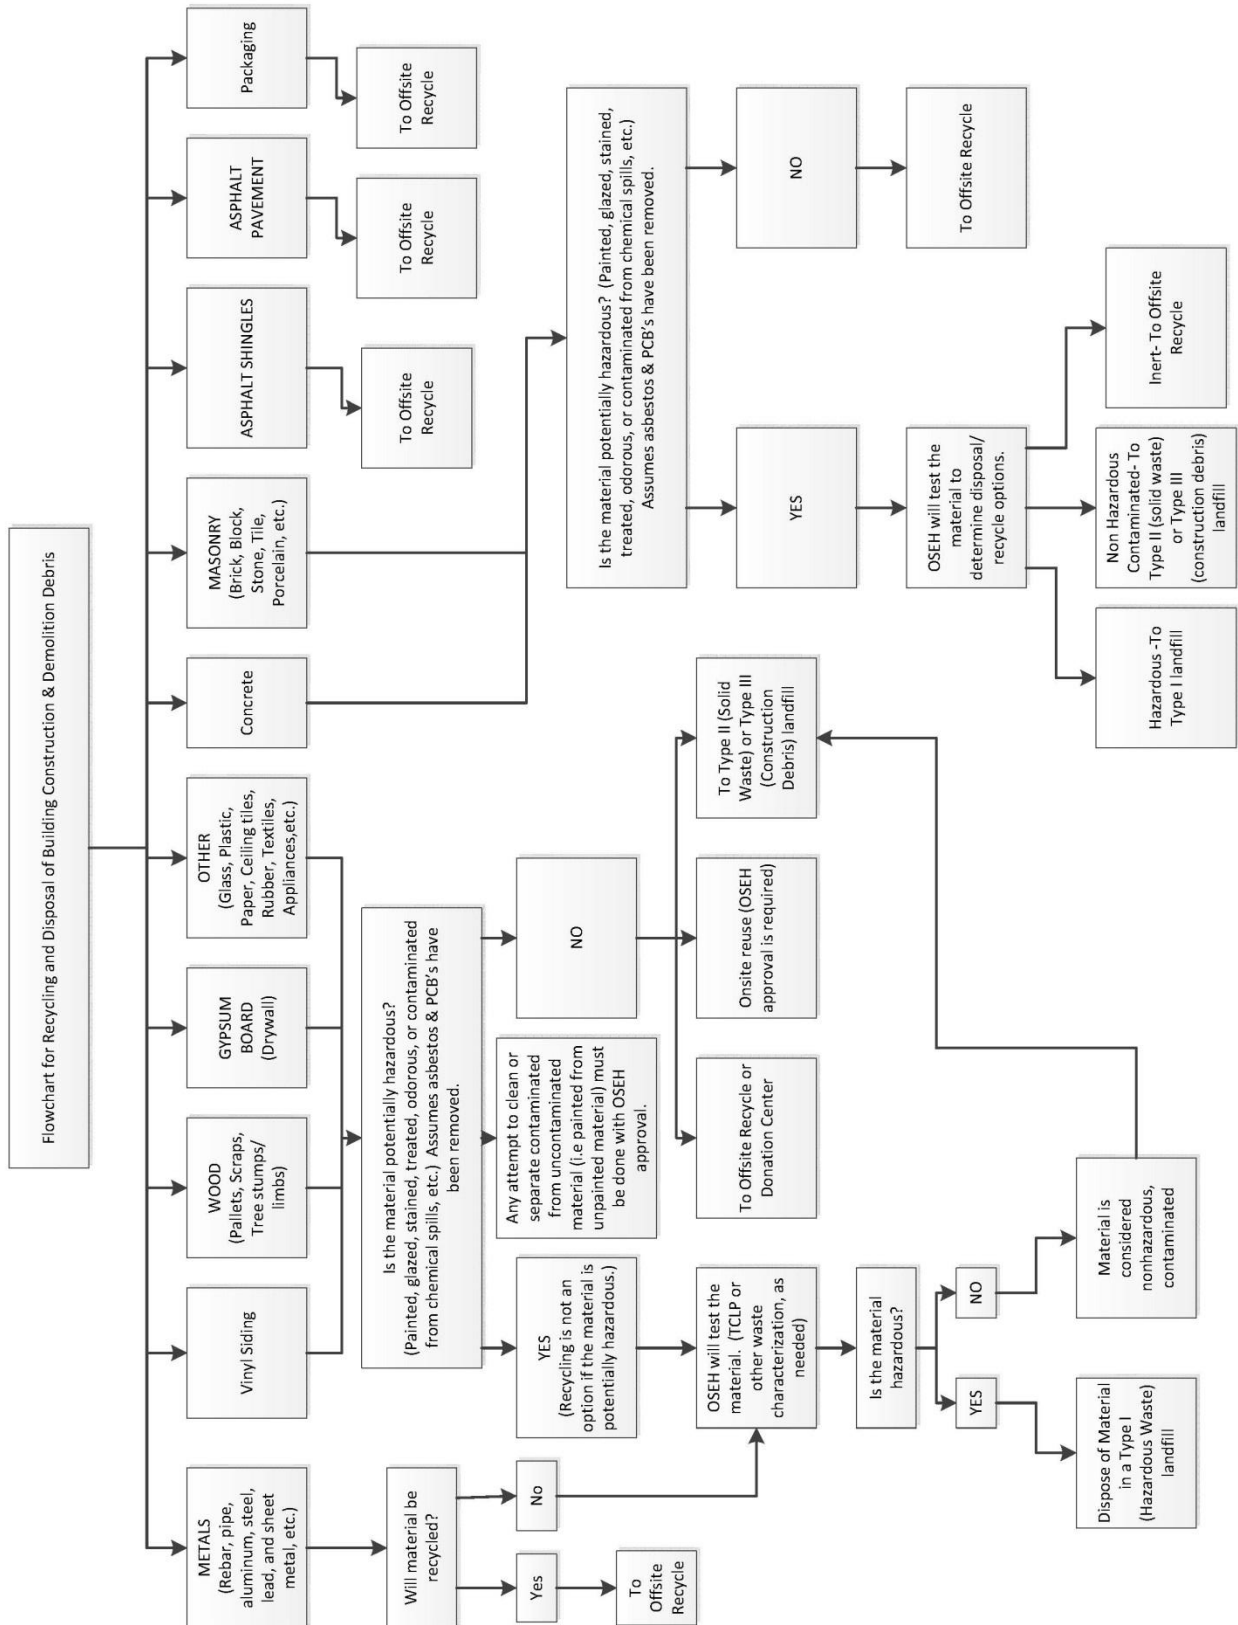 Flowchart for Recycling and Disposal of Building Construction & Demolition Debris
METALS
(Rebar, pipe,
aluminum, steel,
lead, and sheet
metal, etc.)
Vinyl Siding
WOOD
(Pallets, Scraps,
Tree stumps/
limbs)
GYPSUM
BOARD
(Drywall)
OTHER
(Glass, Plastic,
Paper, Ceiling tiles,
Rubber, Textiles,
Appliances,etc.)
Concrete
MASONRY
(Brick, Block,
Stone, Tile,
Porcelain, etc.)
ASPHALT SHINGLES
ASPHALT
PAVEMENT
Packaging
To Offsite
Recycle
To Offsite
Recycle
To Offsite
Recycle
Will material be
recycled?
Is the material potentially hazardous?
(Painted, glazed, stained, treated, odorous, or contaminated
from chemical spills, etc.)  Assumes asbestos & PCB's have
been removed.
Is the material potentially hazardous?  (Painted, glazed, stained,
treated, odorous, or contaminated from chemical spills, etc.)
Assumes asbestos & PCB's have been removed.
Yes
No
YES
(Recycling is not an
option if the material is
potentially hazardous.)
Any attempt to clean or
separate contaminated
from uncontaminated
material (i.e painted from
unpainted material) must
be done with OSEH
approval.
NO
YES
NO
To
Offsite
Recycle
OSEH will test the
material.  (TCLP or
other waste
characterization, as
needed)
To Offsite Recycle or
Donation Center
Onsite reuse (OSEH
approval is required)
To Type II (Solid
Waste) or Type III
(Construction
Debris) landfill
OSEH will test the
material to
determine disposal/
recycle options.
To Offsite Recycle
Is the material
hazardous?
YES
NO
Dispose of Material
in a Type I
(Hazardous Waste)
landfill
Material is
considered
nonhazardous,
contaminated
Hazardous -To
Type I landfill
Non Hazardous
Contaminated- To
Type II (solid waste)
or Type III
(construction debris)
landfill
Inert- To Offsite
Recycle